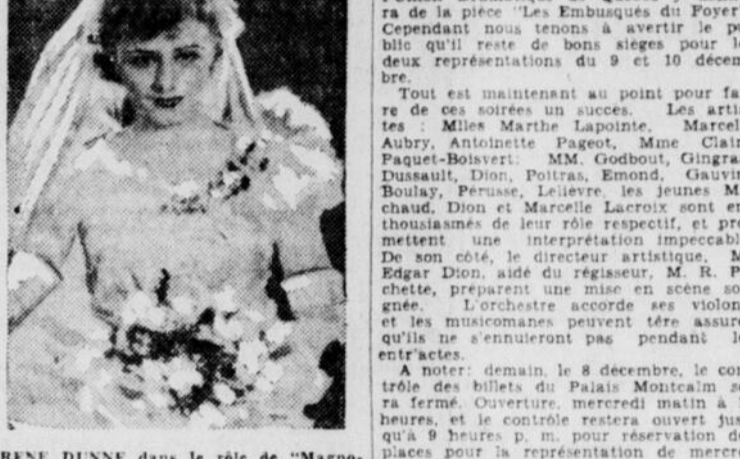 ra de la pièce "Les Embusqués du Foyer"
Cependant nous tenons à avertir le pu
blic qu'il reste de bons sièges pour le
deux représentations du 9 et 10 décem
bre.
Tout est maintenant au point pour fai
re de ces soirées un succès. Les artis
tes : Mlles Marthe Lapointe, Marcel
Aubry, Antoinette Pageot, Mme Clair
Paquet-Boisvert; MM. Godbout, Gingra
Dussault, Dion, Poitras, Emond, Gauvin
Boulay, Pérusse, Lelièvre, les jeunes Mi
chaud, Dion et Marcelle Lacroix sont en
thousiasmés de leur rôle respectif, et pro
mettent une interprétation impeccabl
De son côté, le directeur artistique, M
Edgar Dion, aidé du régisseur, M. R. P
chette, préparent une mise en scène soi
gnée. L'orchestre accorde ses violon
et les musicomanes peuvent tère assuré
qu'ils ne s'ennuieront pas pendant le
entr'actes.
A noter: demain, le 8 décembre, le con
trôle des billets du Palais Montcalm se
ra fermé. Ouverture, mercredi matin à
heures, et le contrôle restera ouvert jus
qu'à 9 heures p. m. pour réservation de
places pour la représentation de mercre
RENE DUNNE dans le rôle de "Magno-